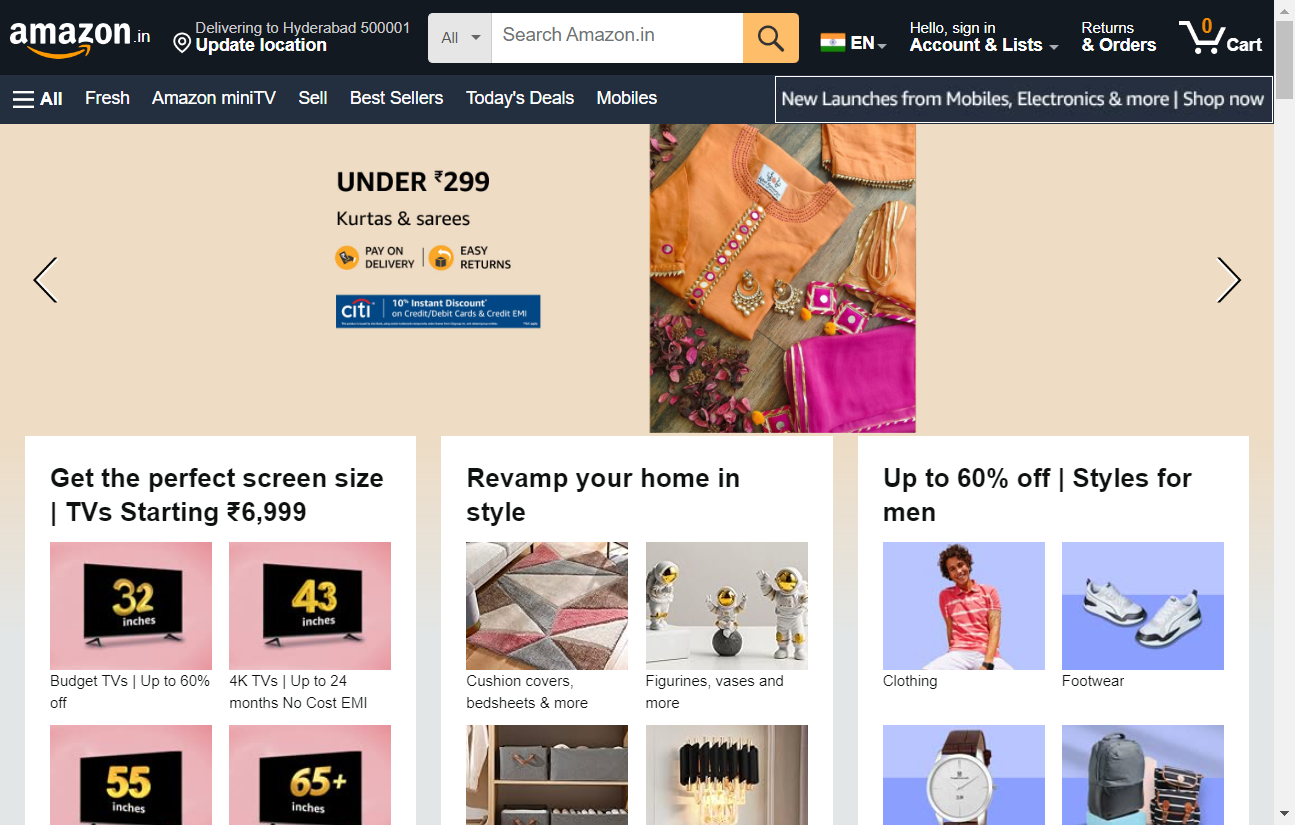 amazon.in
Delivering to Hyderabad 500001
Update location
All
Search Amazon.in
EN
Hello, sign in
Account & Lists
Returns
& Orders
0
Cart
All
Fresh
Amazon miniTV
Sell
Best Sellers
Today's Deals
Mobiles
New Launches from Mobiles, Electronics & more | Shop now
UNDER ₹299
Kurtas & sarees
PAY ON
DELIVERY
EASY
RETURNS
citi
10% Instant Discount*
on Credit/Debit Cards & Credit EMI
Get the perfect screen size
| TVs Starting ₹6,999
32
inches
43
inches
Budget TVs | Up to 60%
off
4K TVs | Up to 24
months No Cost EMI
55
inches
65+
inches
Revamp your home in
style
Cushion covers,
bedsheets & more
Figurines, vases and
more
Up to 60% off | Styles for
men
Clothing
Footwear